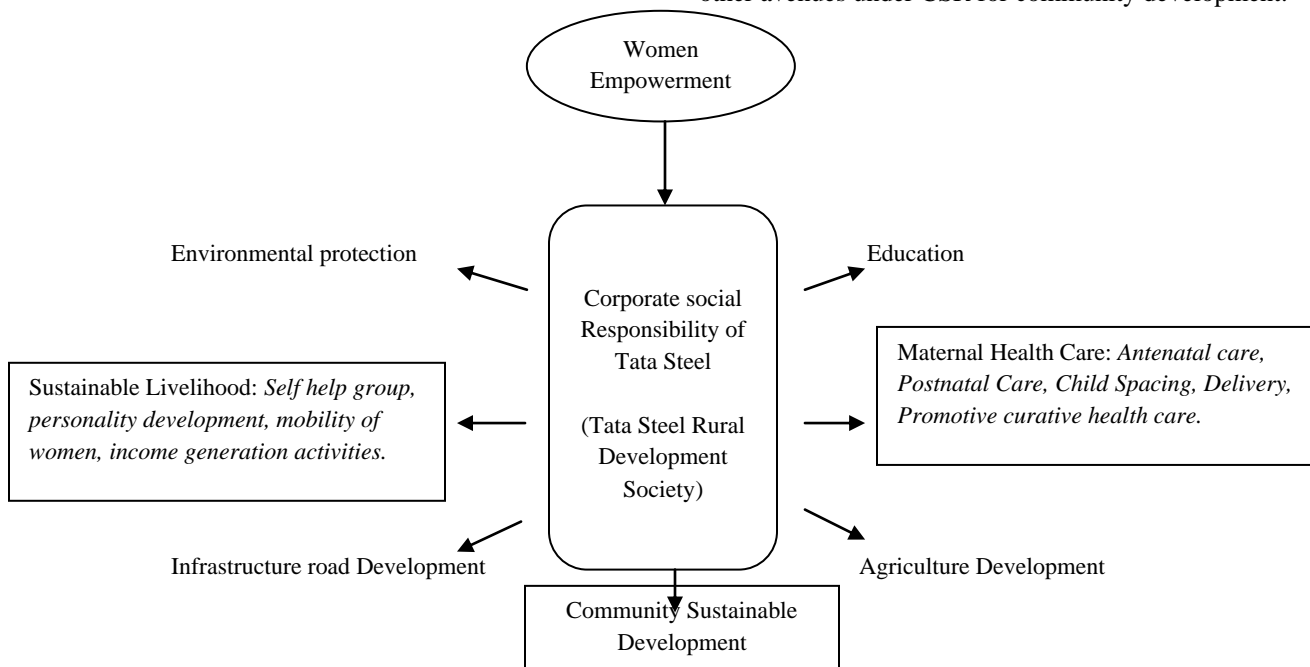 other avenues under CSR for community development.
Women
Empowerment
Environmental protection
Education
Corporate social
Responsibility of
Tata Steel
(Tata Steel Rural
Development
Society)
Sustainable Livelihood: Self help group,
personality development, mobility of
women, income generation activities.
Maternal Health Care: Antenatal care,
Postnatal Care, Child Spacing, Delivery,
Promotive curative health care.
Infrastructure road Development
Agriculture Development
Community Sustainable
Development